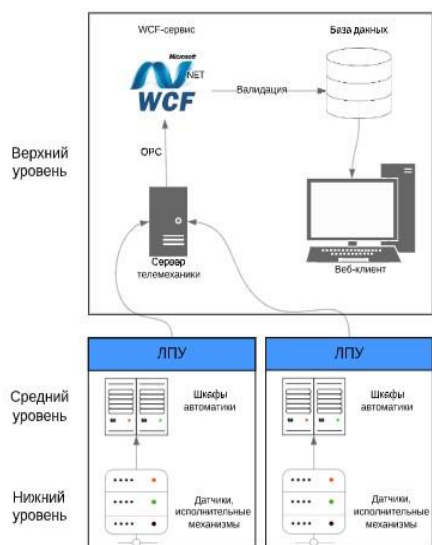 WCF-сервис
База данных
Microsoft
.NET
WCF
Валидация
Верхний
уровень
OPC
Сервер
телемеханики
Веб-клиент
ЛПУ
ЛПУ
Средний
уровень
Шкафы
автоматики
Шкафы
автоматики
Нижний
уровень
Датчики,
исполнительные
механизмы
Датчики,
исполнительные
механизмы